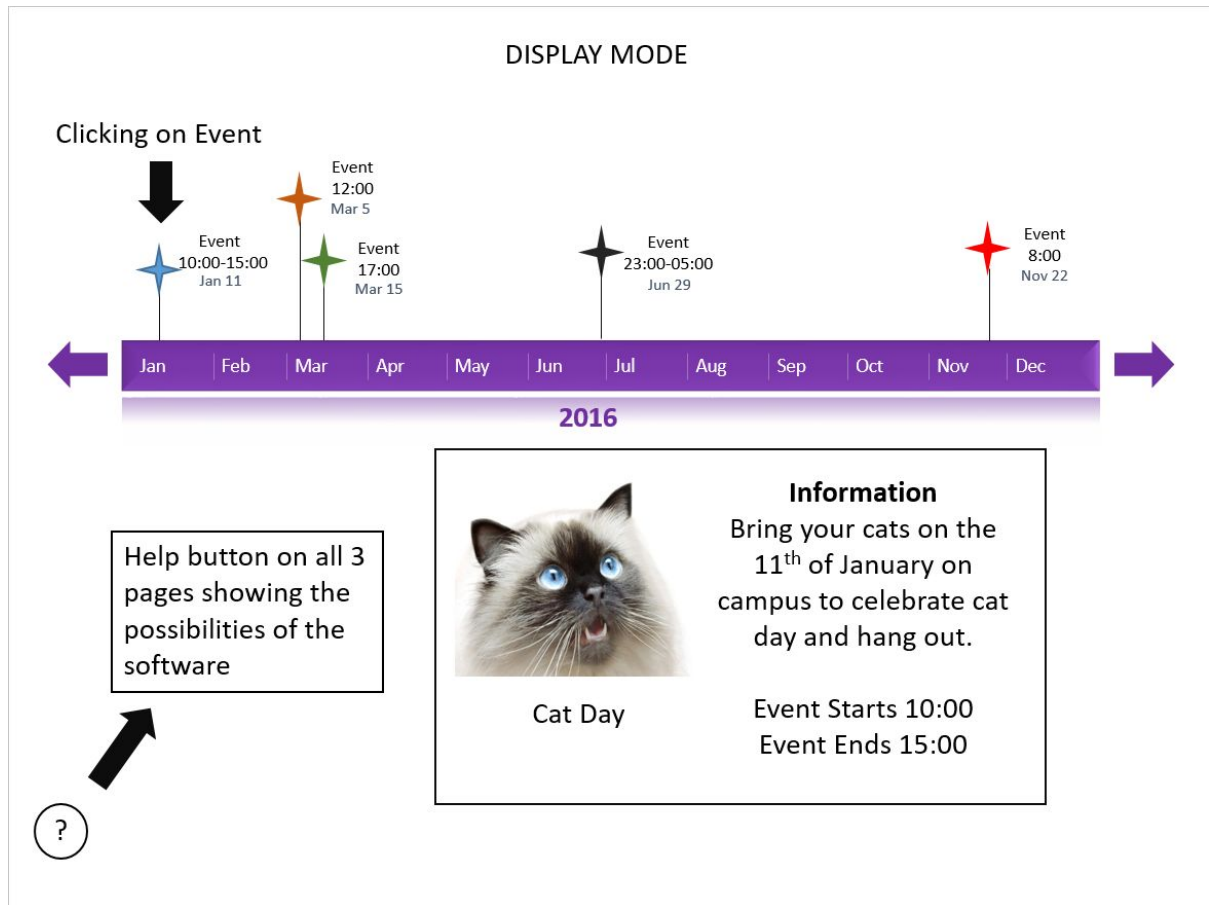 DISPLAY MODE
Clicking on Event
Event
12:00
Mar 5
Event
10:00-15:00
Jan 11
Event
17:00
Mar 15
Event
23:00-05:00
Jun 29
Event
8:00
Nov 22
Jan Feb Mar Apr May Jun Jul Aug Sep Oct Nov Dec
2016
Help button on all 3
pages showing the
possibilities of the
software
?
Cat Day
Information
Bring your cats on the
11th of January on
campus to celebrate cat
day and hang out.
Event Starts 10:00
Event Ends 15:00